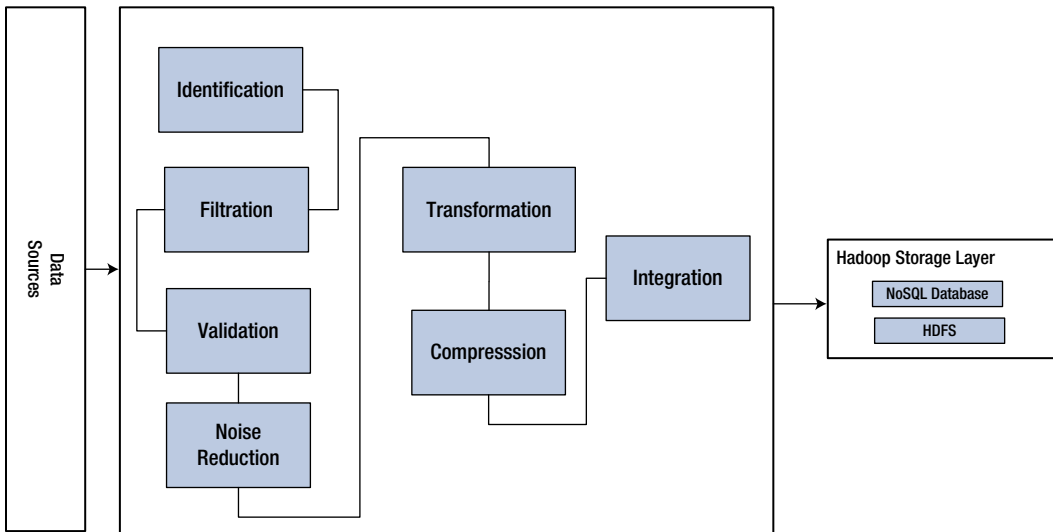 Data
Sources
Identification
Filtration
Validation
Noise
Reduction
Transformation
Compresssion
Integration
Hadoop Storage Layer
NoSQL Database
HDFS